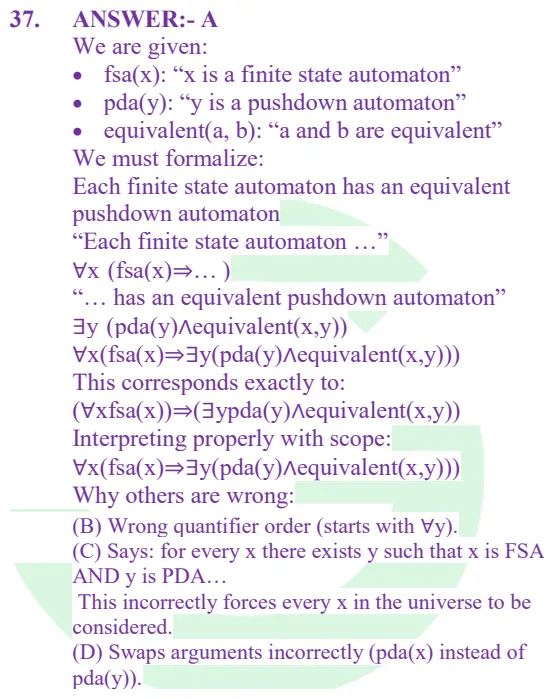 37. ANSWER:- A
We are given:
• fsa(x): “x is a finite state automaton”
• pda(y): “y is a pushdown automaton”
• equivalent(a, b): “a and b are equivalent”
We must formalize:
Each finite state automaton has an equivalent
pushdown automaton
“Each finite state automaton …”
∀x (fsa(x)⇒… )
“… has an equivalent pushdown automaton”
∃y (pda(y)∧equivalent(x,y))
∀x(fsa(x)⇒∃y(pda(y)∧equivalent(x,y)))
This corresponds exactly to:
(∀xfsa(x))⇒(∃ypda(y)∧equivalent(x,y))
Interpreting properly with scope:
∀x(fsa(x)⇒∃y(pda(y)∧equivalent(x,y)))
Why others are wrong:
(B) Wrong quantifier order (starts with ∀y).
(C) Says: for every x there exists y such that x is FSA
AND y is PDA…
This incorrectly forces every x in the universe to be
considered.
(D) Swaps arguments incorrectly (pda(x) instead of
pda(y)).